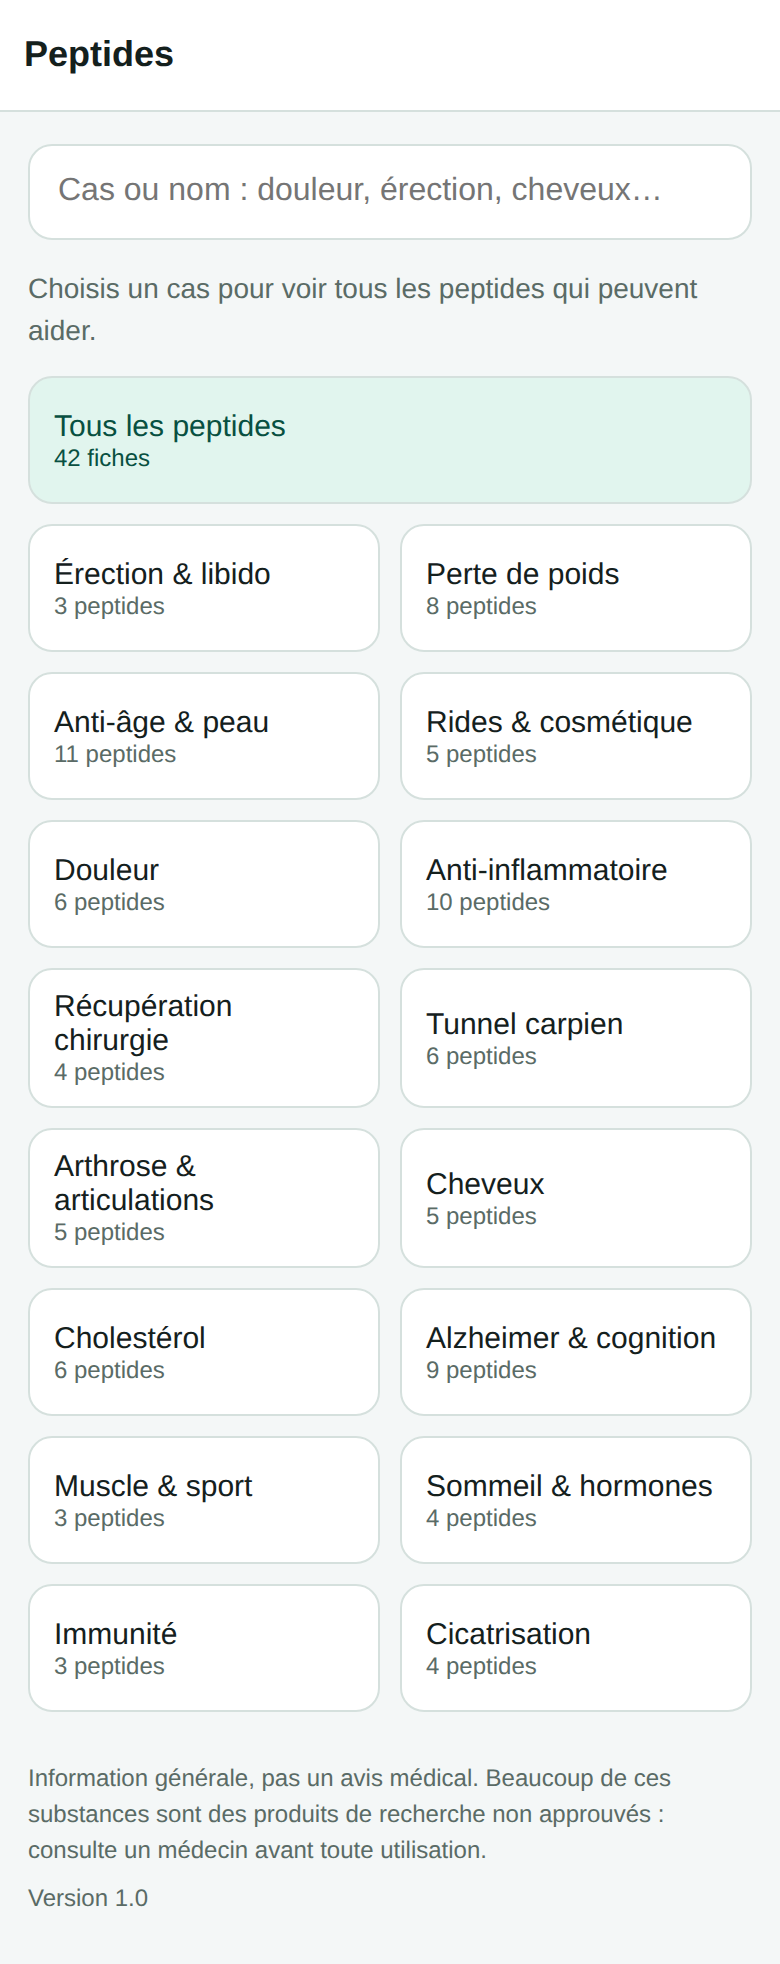 Peptides
Cas ou nom : douleur, érection, cheveux…
Choisis un cas pour voir tous les peptides qui peuvent
aider.
Tous les peptides
42 fiches
Érection & libido
3 peptides
Perte de poids
8 peptides
Anti-âge & peau
11 peptides
Rides & cosmétique
5 peptides
Douleur
6 peptides
Anti-inflammatoire
10 peptides
Récupération
chirurgie
4 peptides
Tunnel carpien
6 peptides
Arthrose &
articulations
5 peptides
Cheveux
5 peptides
Cholestérol
6 peptides
Alzheimer & cognition
9 peptides
Muscle & sport
3 peptides
Sommeil & hormones
4 peptides
Immunité
3 peptides
Cicatrisation
4 peptides
Information générale, pas un avis médical. Beaucoup de ces
substances sont des produits de recherche non approuvés :
consulte un médecin avant toute utilisation.
Version 1.0